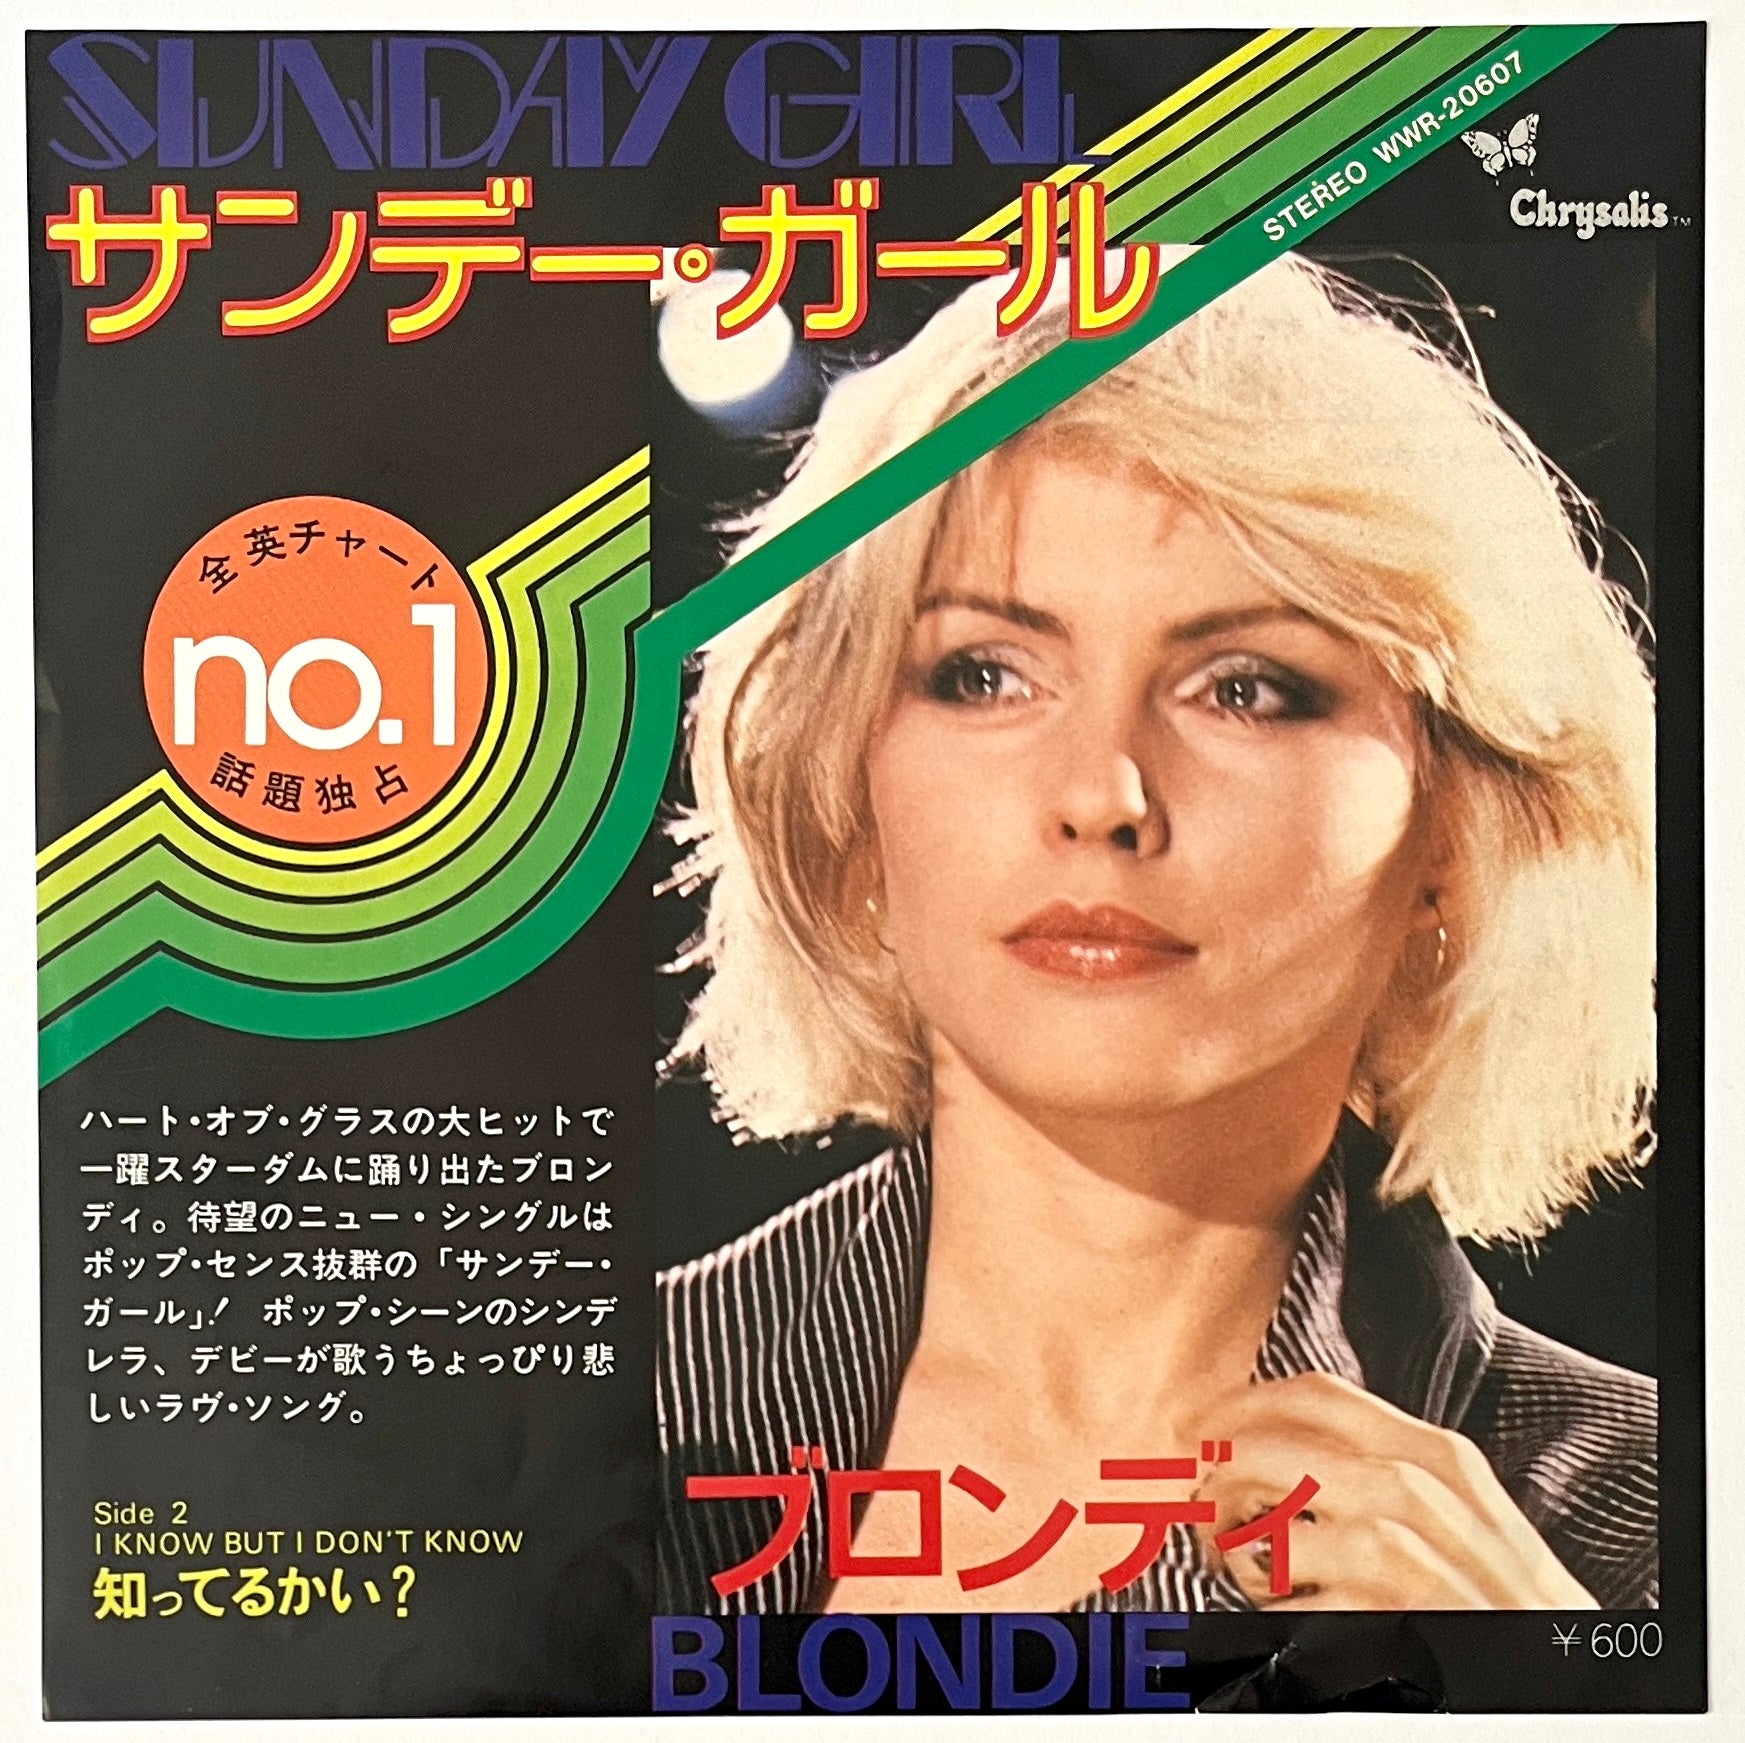 SUNDAY GIRL
サンデー・ガール
STEREO WWR-20607
Chrysalis™
全英チャート
no.1
話題独占
ハート・オブ・グラスの大ヒットで
一躍スターダムに踊り出たブロン
ディ。待望のニュー・シングルは
ポップ・センス抜群の「サンデー・
ガール」! ポップ・シーンのシンデ
レラ、デビーが歌うちょっぴり悲
しいラヴ・ソング。
Side 2
I KNOW BUT I DON'T KNOW
知ってるかい?
ブロンディ
BLONDIE
¥600